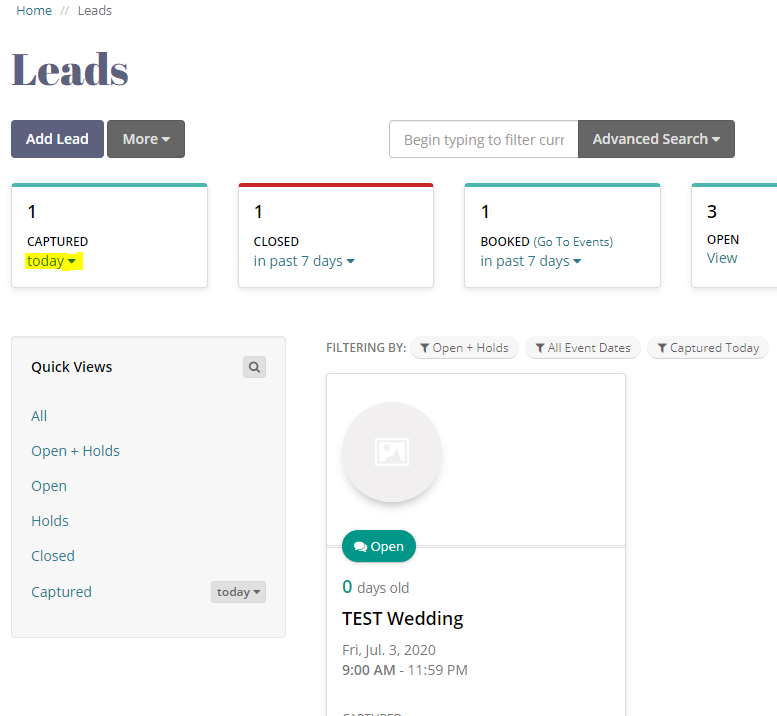 Home // Leads
Leads
Add Lead More
Begin typing to filter curr Advanced Search
1
CAPTURED
today
1
CLOSED
in past 7 days
1
BOOKED (Go To Events)
in past 7 days
3
OPEN
View
Quick Views
All
Open + Holds
Open
Holds
Closed
Captured today
FILTERING BY: Open + Holds All Event Dates Captured Today
Open
0 days old
TEST Wedding
Fri, Jul. 3, 2020
9:00 AM - 11:59 PM
CAPTURED